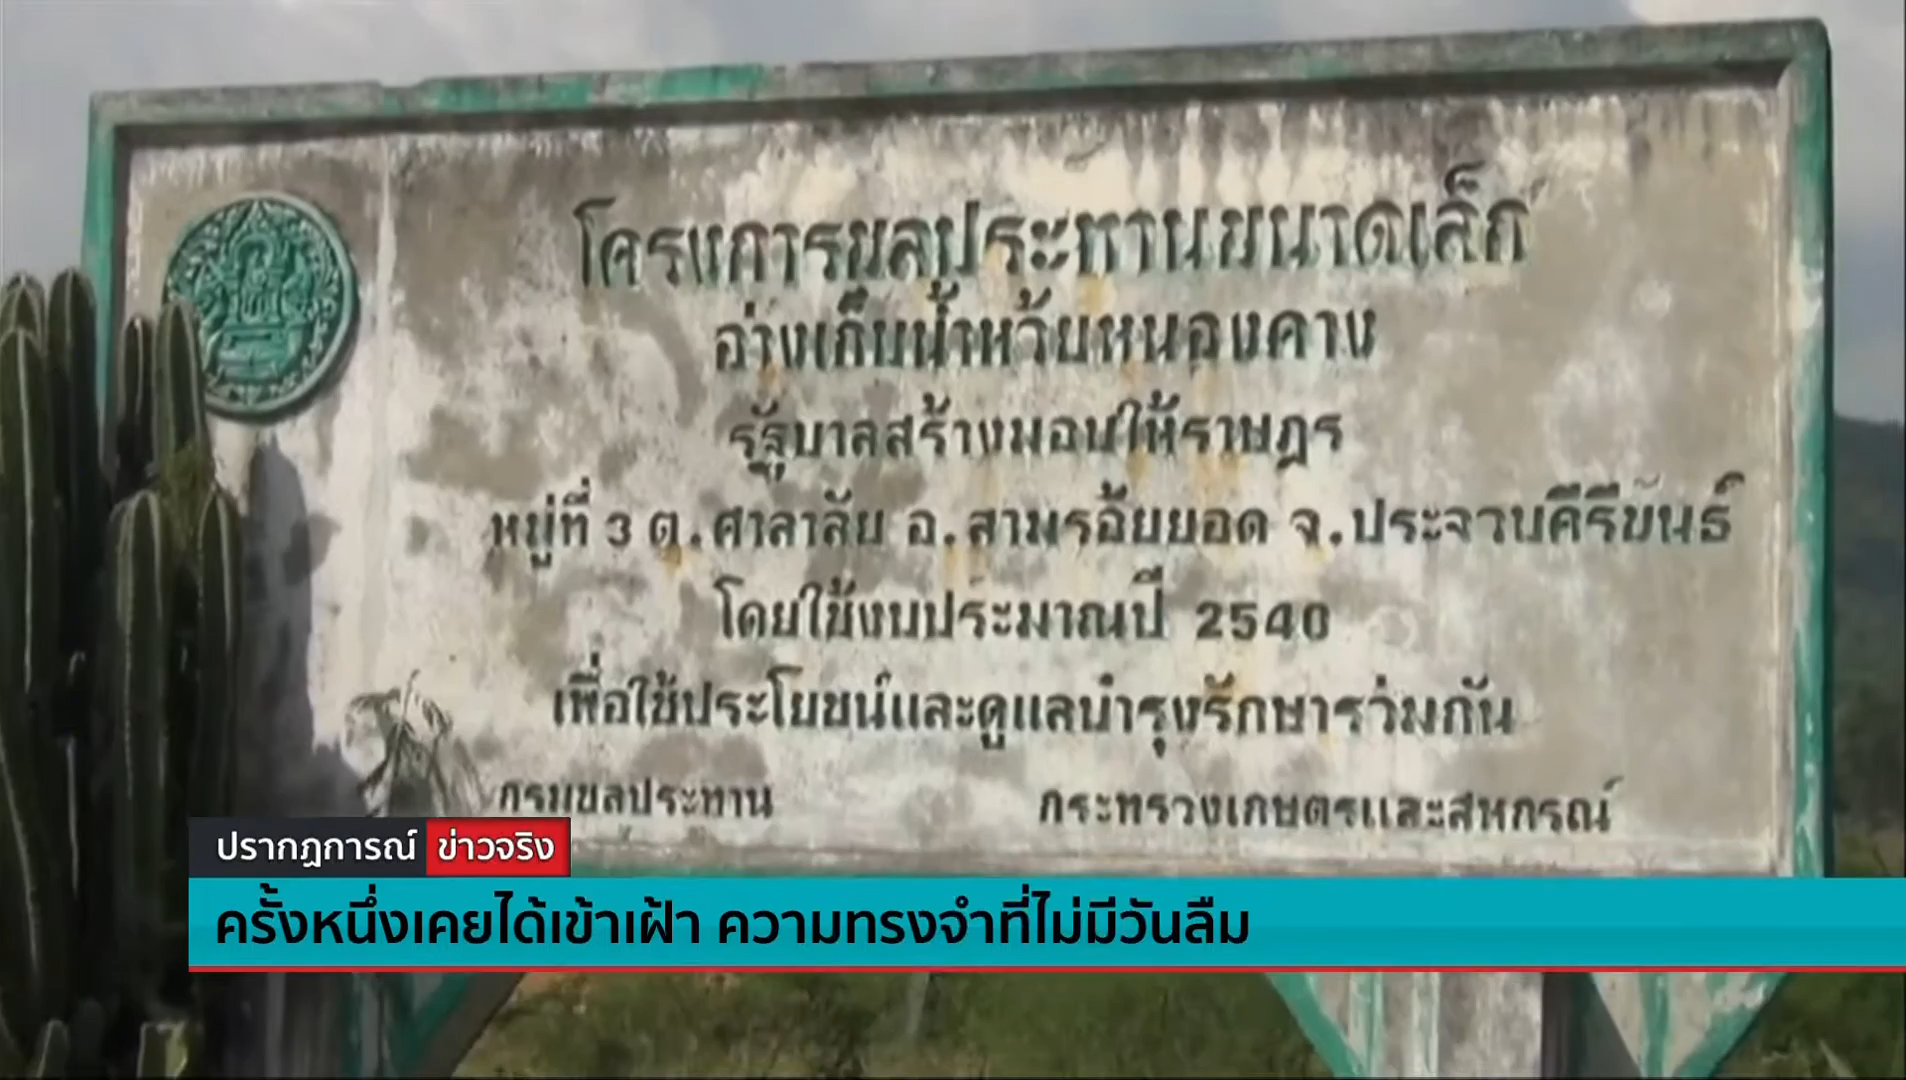 โครงการชลประทานขนาดเล็ก
อ่างเก็บน้ำห้วยหนองคาง
รัฐบาลสร้างมอบให้ราษฎร
หมู่ที่ 3 ต.ศาลาลัย อ.สามร้อยยอด จ.ประจวบคีรีขันธ์
โดยใช้งบประมาณปี 2540
เพื่อใช้ประโยชน์และดูแลบำรุงรักษาร่วมกัน
กรมชลประทาน กระทรวงเกษตรและสหกรณ์
ปรากฏการณ์ ข่าวจริง
ครั้งหนึ่งเคยได้เข้าเฝ้า ความทรงจำที่ไม่มีวันลืม